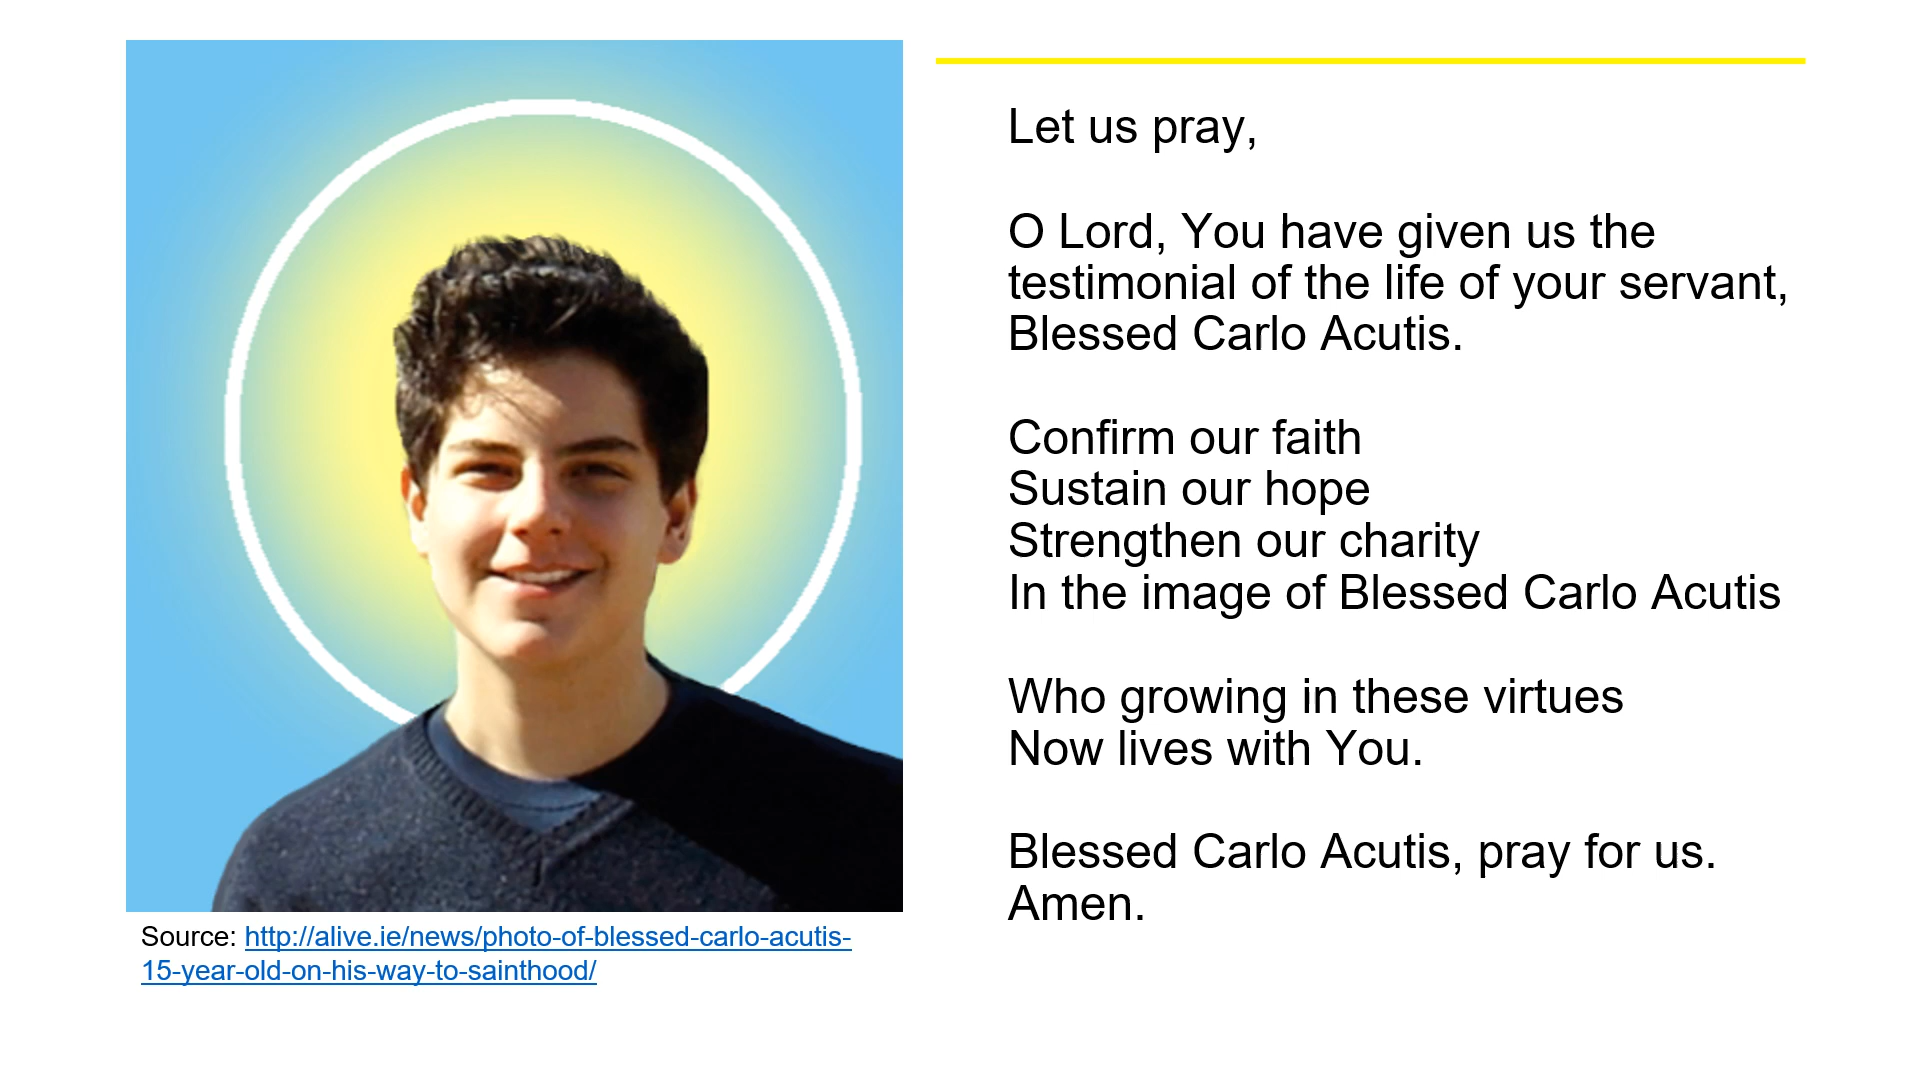 Let us pray,
O Lord, You have given us the
testimonial of the life of your servant,
Blessed Carlo Acutis.
Confirm our faith
Sustain our hope
Strengthen our charity
In the image of Blessed Carlo Acutis
Who growing in these virtues
Now lives with You.
Blessed Carlo Acutis, pray for us.
Amen.
Source: http://alive.ie/news/photo-of-blessed-carlo-acutis-
15-year-old-on-his-way-to-sainthood/